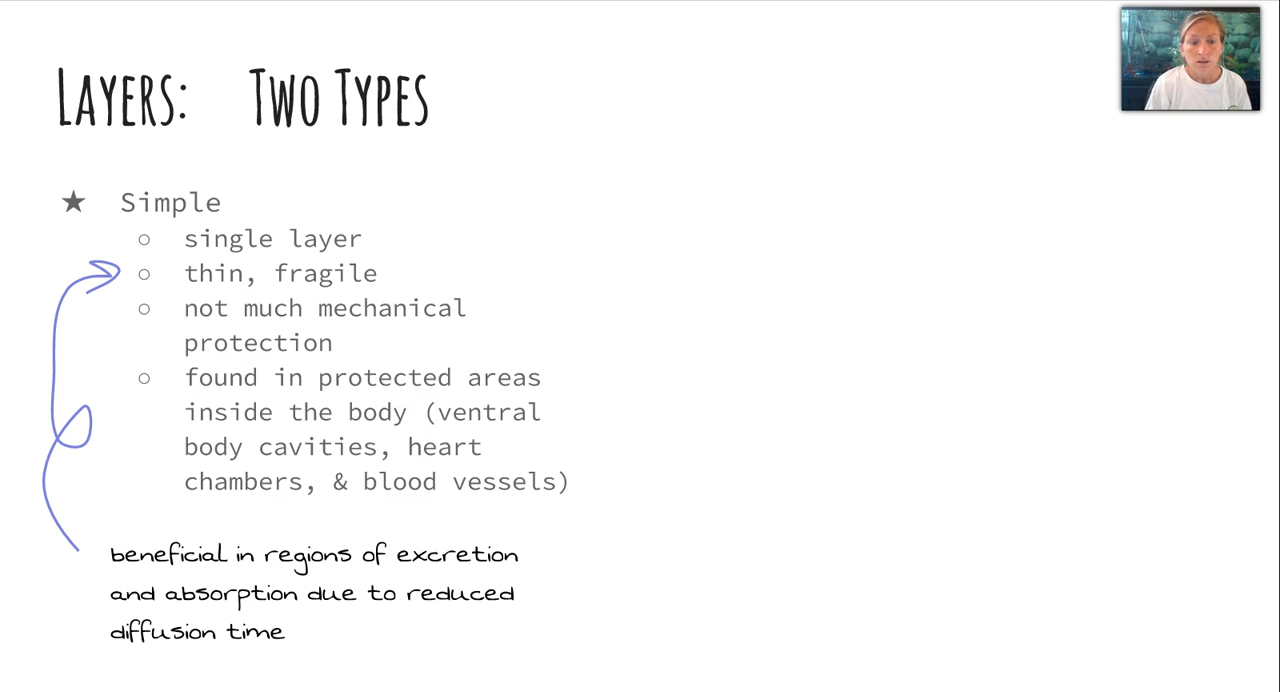 LAYERS: TWO TYPES
★ Simple
○ single layer
○ thin, fragile
○ not much mechanical
protection
○ found in protected areas
inside the body (ventral
body cavities, heart
chambers, & blood vessels)
beneficial in regions of excretion
and absorption due to reduced
diffusion time